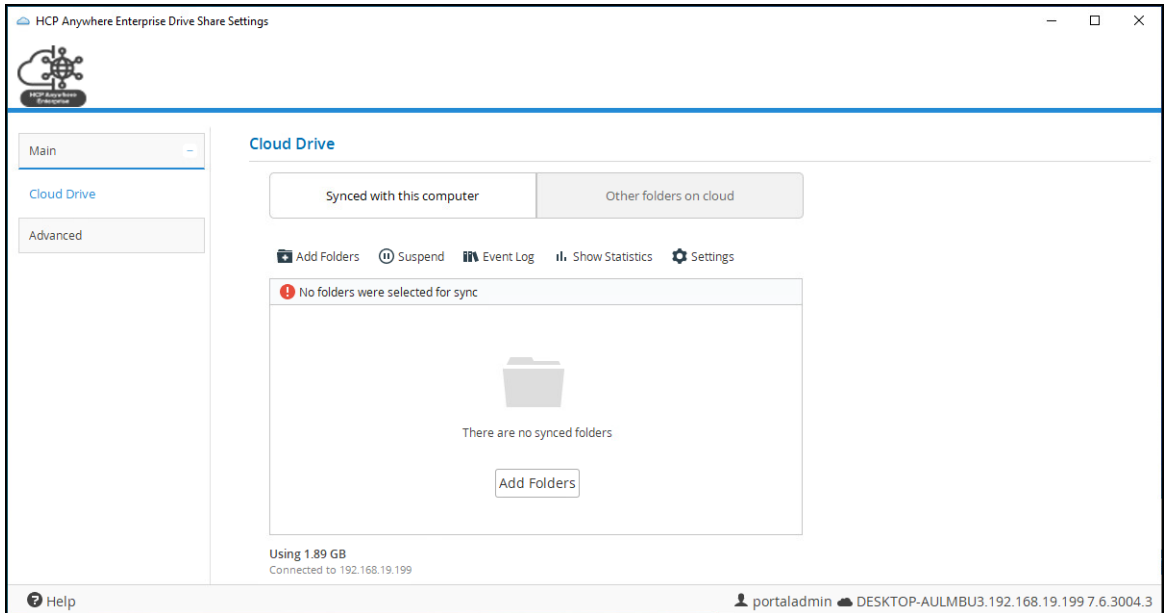 HCP Anywhere Enterprise Drive Share Settings
HCP Anywhere
Enterprise
Main
Cloud Drive
Advanced
Cloud Drive
Synced with this computer
Other folders on cloud
Add Folders Suspend Event Log Show Statistics Settings
No folders were selected for sync
There are no synced folders
Add Folders
Using 1.89 GB
Connected to 192.168.19.199
Help
portaladmin DESKTOP-AULMBU3.192.168.19.199 7.6.3004.3